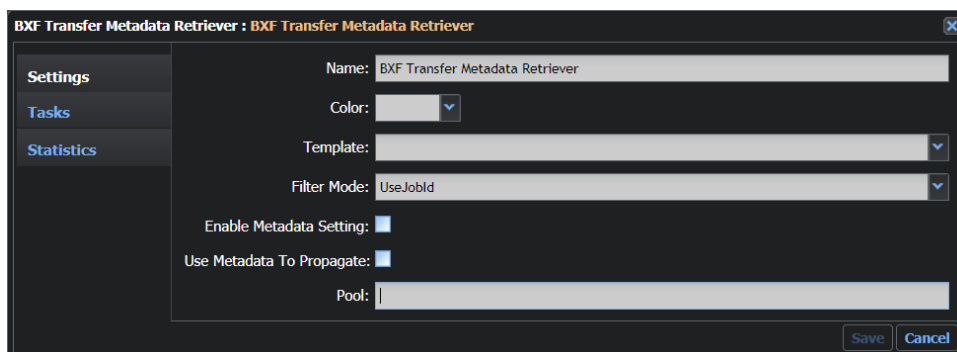 BXF Transfer Metadata Retriever : BXF Transfer Metadata Retriever
Settings
Tasks
Statistics
Name: BXF Transfer Metadata Retriever
Color:
Template:
Filter Mode: UseJobId
Enable Metadata Setting:
Use Metadata To Propagate:
Pool:
Save Cancel